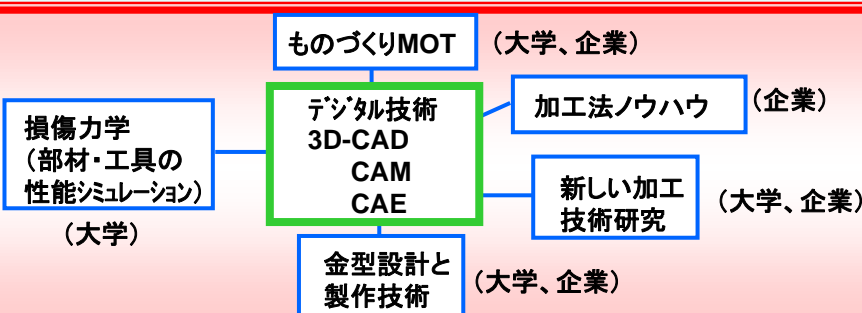 ものづくりMOT
（大学、企業）
デジタル技術
3D-CAD
CAM
CAE
加工法ノウハウ
（企業）
損傷力学
（部材・工具の
性能シミュレーション）
（大学）
新しい加工
技術研究
（大学、企業）
金型設計と
製作技術
（大学、企業）